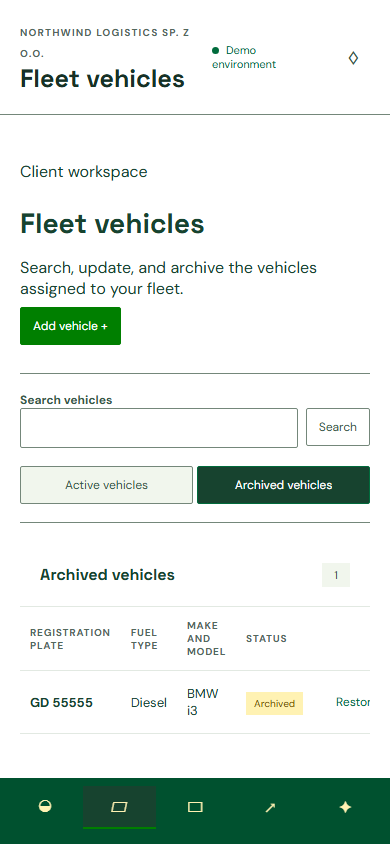 NORTHWIND LOGISTICS SP. Z
O.O.
Fleet vehicles
Demo
environment
Client workspace
Fleet vehicles
Search, update, and archive the vehicles
assigned to your fleet.
Add vehicle +
Search vehicles
Search
Active vehicles
Archived vehicles
Archived vehicles
1
REGISTRATION
PLATE
FUEL
TYPE
MAKE
AND
MODEL
STATUS
GD 55555
Diesel
BMW
i3
Archived
Restor